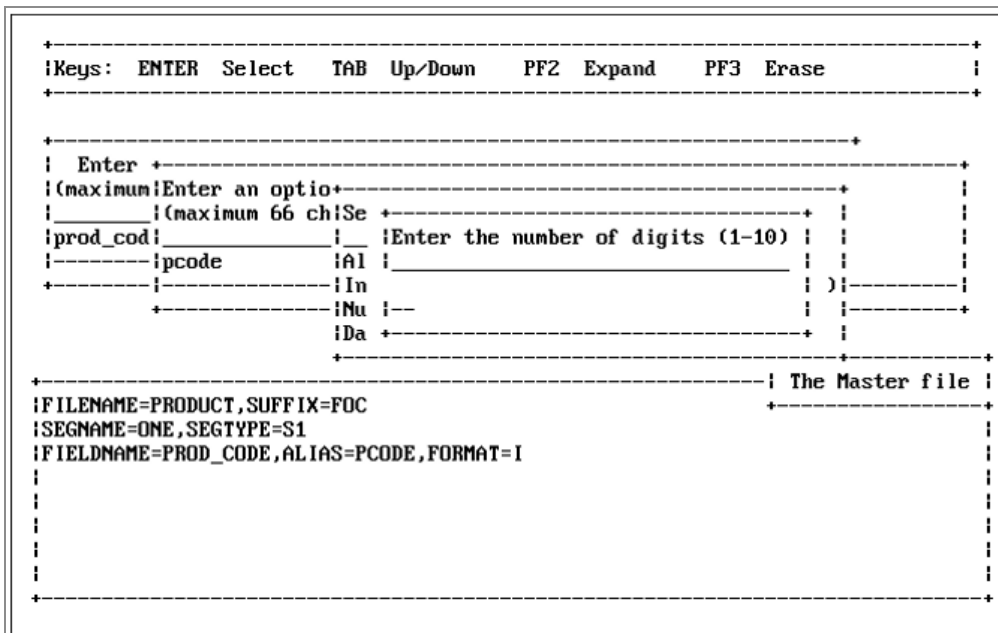 Keys: ENTER Select TAB Up/Down PF2 Expand PF3 Erase
Enter
(maximum Enter an optio
(maximum 66 ch Se
prod_cod __ Enter the number of digits (1-10)
pcode Al
In )
Nu --
Da
The Master file
FILENAME=PRODUCT,SUFFIX=FOC
SEGNAME=ONE,SEGTYPE=S1
FIELDNAME=PROD_CODE,ALIAS=PCODE,FORMAT=I